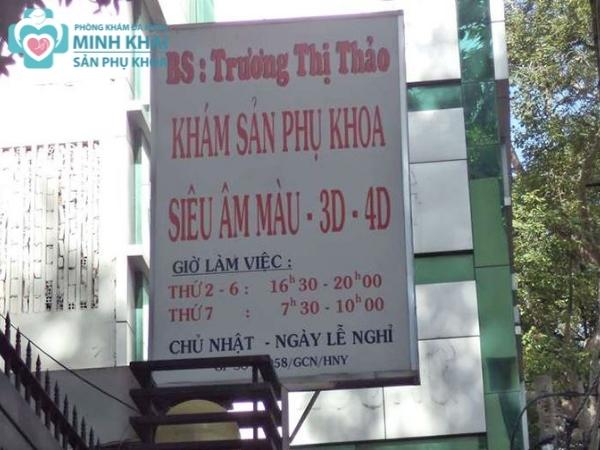 PHÒNG KHÁM ĐA KHOA
MINH KHAI
SẢN PHỤ KHOA
BS : Trương Thị Thảo
KHÁM SẢN PHỤ KHOA
SIÊU ÂM MÀU - 3D - 4D
GIỜ LÀM VIỆC :
THỨ 2 - 6 : 16h30 - 20h00
THỨ 7 : 7h30 - 10h00
CHỦ NHẬT - NGÀY LỄ NGHỈ
58/GCN/HNY